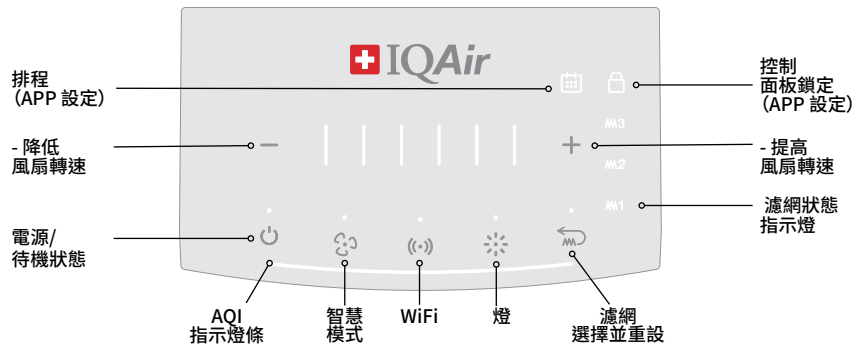 IQAir
排程
（APP 設定）
控制
面板鎖定
（APP 設定）
3
- 降低
風扇轉速
- 提高
風扇轉速
2
1
濾網狀態
指示燈
電源/
待機狀態
AQI
指示燈條
智慧
模式
WiFi
燈
濾網
選擇並重設